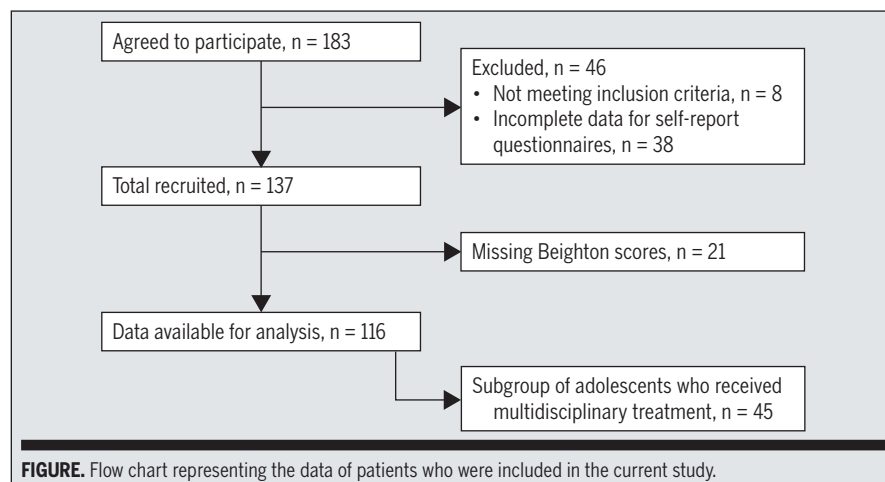 Agreed to participate, n = 183
Excluded, n = 46
• Not meeting inclusion criteria, n = 8
• Incomplete data for self-report
questionnaires, n = 38
Total recruited, n = 137
Missing Beighton scores, n = 21
Data available for analysis, n = 116
Subgroup of adolescents who received
multidisciplinary treatment, n = 45
FIGURE. Flow chart representing the data of patients who were included in the current study.